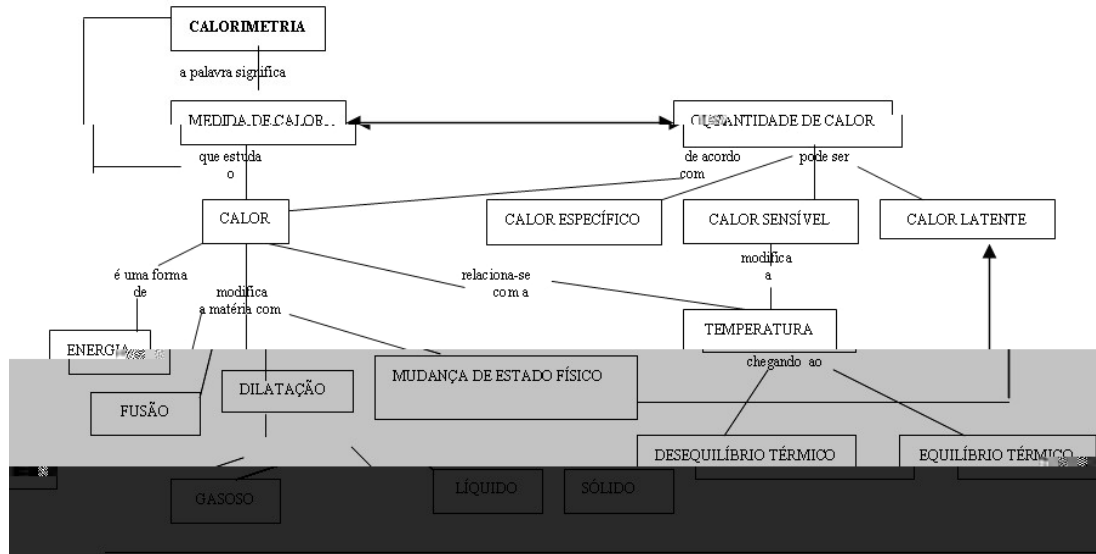 CALORIMETRIA
a palavra significa
MEDIDA DE CALOR
QUANTIDADE DE CALOR
que estuda
o
de acordo
com
pode ser
CALOR
CALOR ESPECÍFICO
CALOR SENSÍVEL
CALOR LATENTE
é uma forma
de
modifica
a matéria com
relaciona-se
com a
modifica
a
ENERGIA
TEMPERATURA
chegando ao
FUSÃO
DILATAÇÃO
MUDANÇA DE ESTADO FÍSICO
DESEQUILÍBRIO TÉRMICO
EQUILÍBRIO TÉRMICO
GASOSO
LÍQUIDO
SÓLIDO